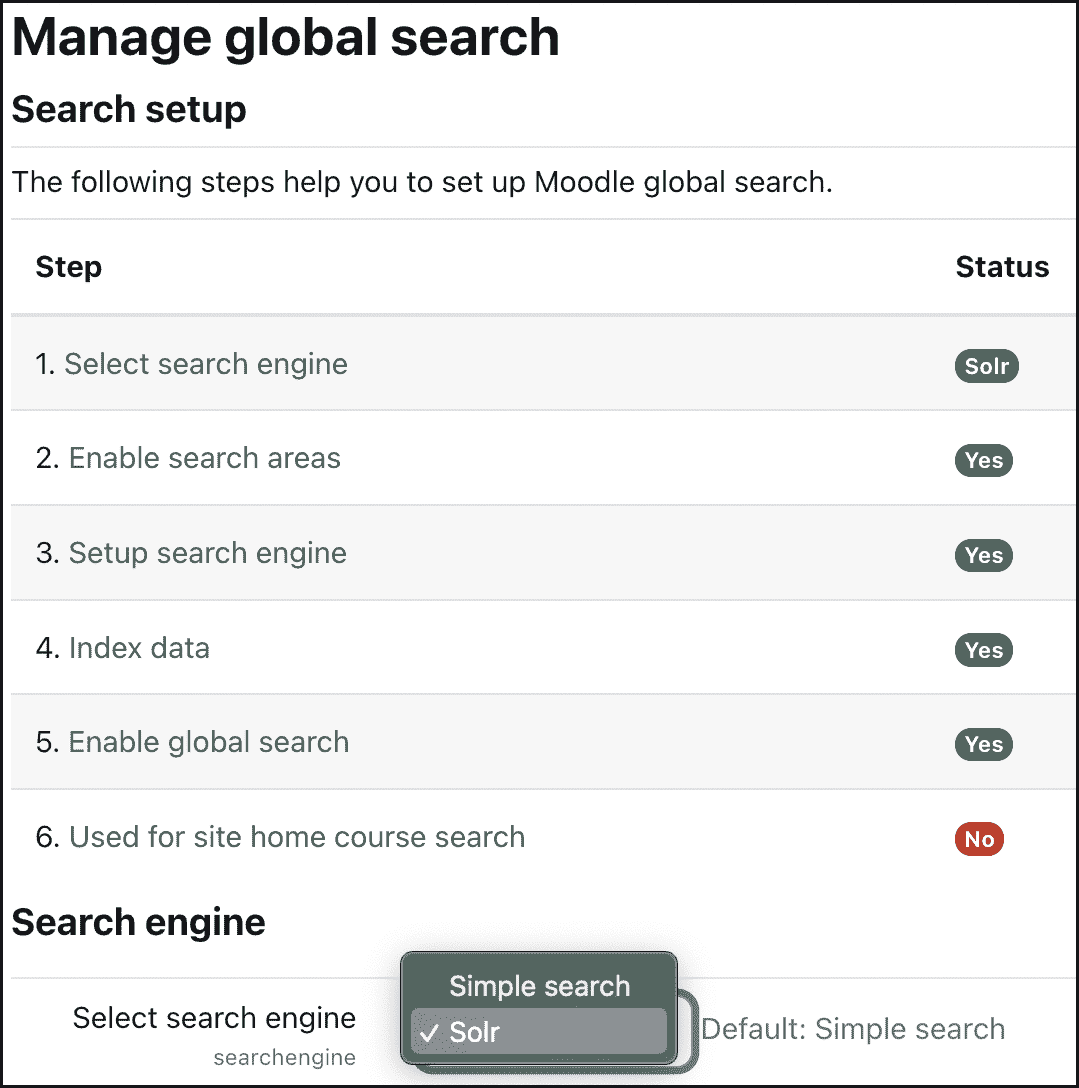 Manage global search
Search setup
The following steps help you to set up Moodle global search.
Step Status
1. Select search engine Solr
2. Enable search areas Yes
3. Setup search engine Yes
4. Index data Yes
5. Enable global search Yes
6. Used for site home course search No
Search engine
Simple search
Select search engine ✓ Solr Default: Simple search
searchengine